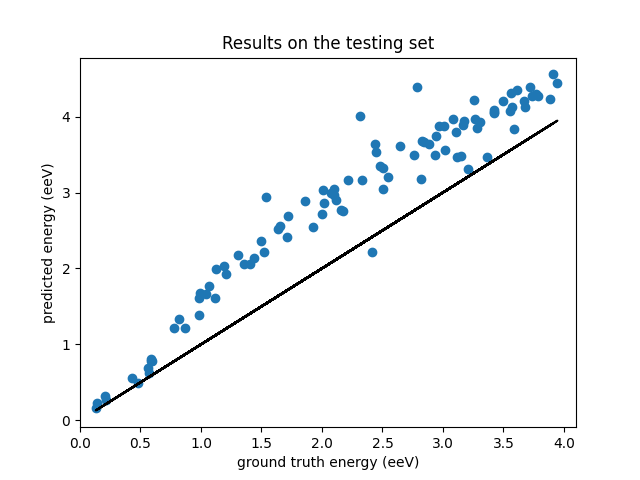 Results on the testing set
predicted energy (eeV)
4
3
2
1
0
0.0 0.5 1.0 1.5 2.0 2.5 3.0 3.5 4.0
ground truth energy (eeV)